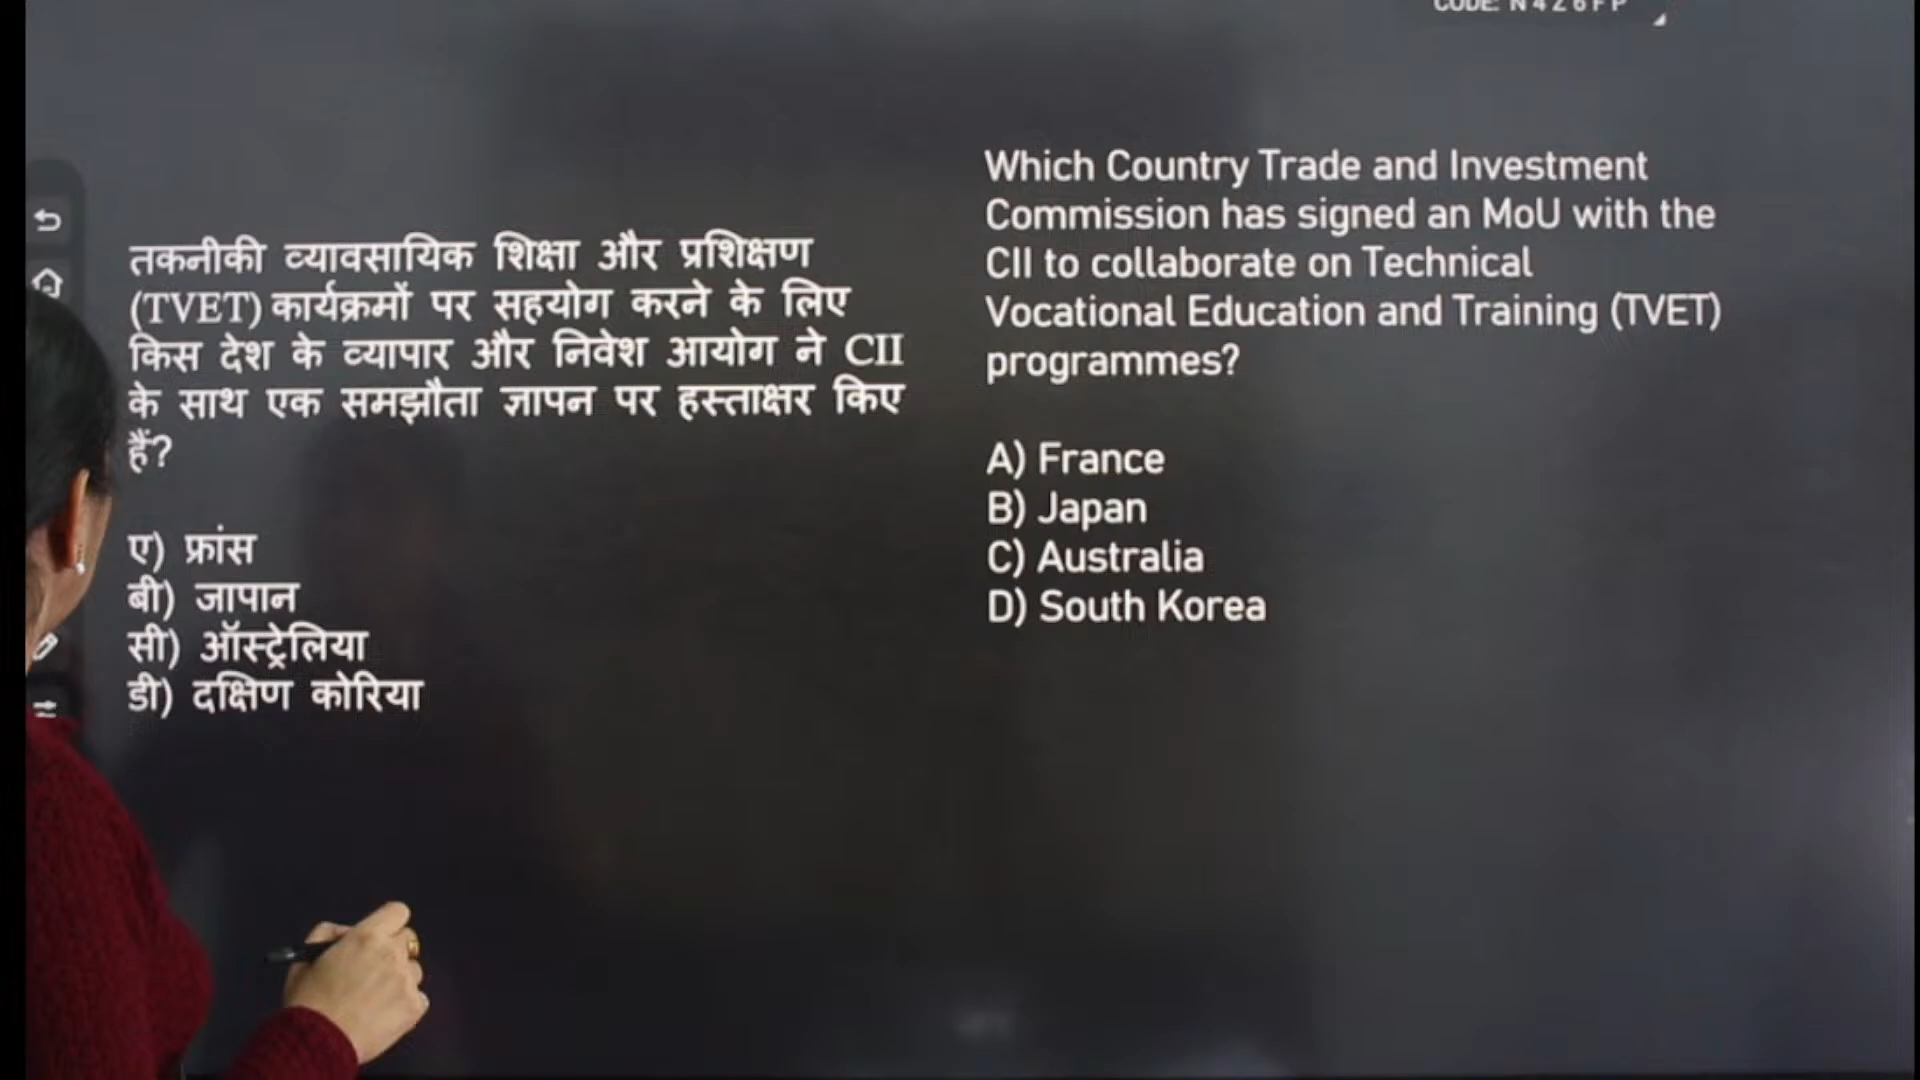 CODE: N4Z6FP
तकनीकी व्यावसायिक शिक्षा और प्रशिक्षण
(TVET) कार्यक्रमों पर सहयोग करने के लिए
किस देश के व्यापार और निवेश आयोग ने CII
के साथ एक समझौता ज्ञापन पर हस्ताक्षर किए
हैं?
ए) फ्रांस
बी) जापान
सी) ऑस्ट्रेलिया
डी) दक्षिण कोरिया
Which Country Trade and Investment
Commission has signed an MoU with the
CII to collaborate on Technical
Vocational Education and Training (TVET)
programmes?
A) France
B) Japan
C) Australia
D) South Korea